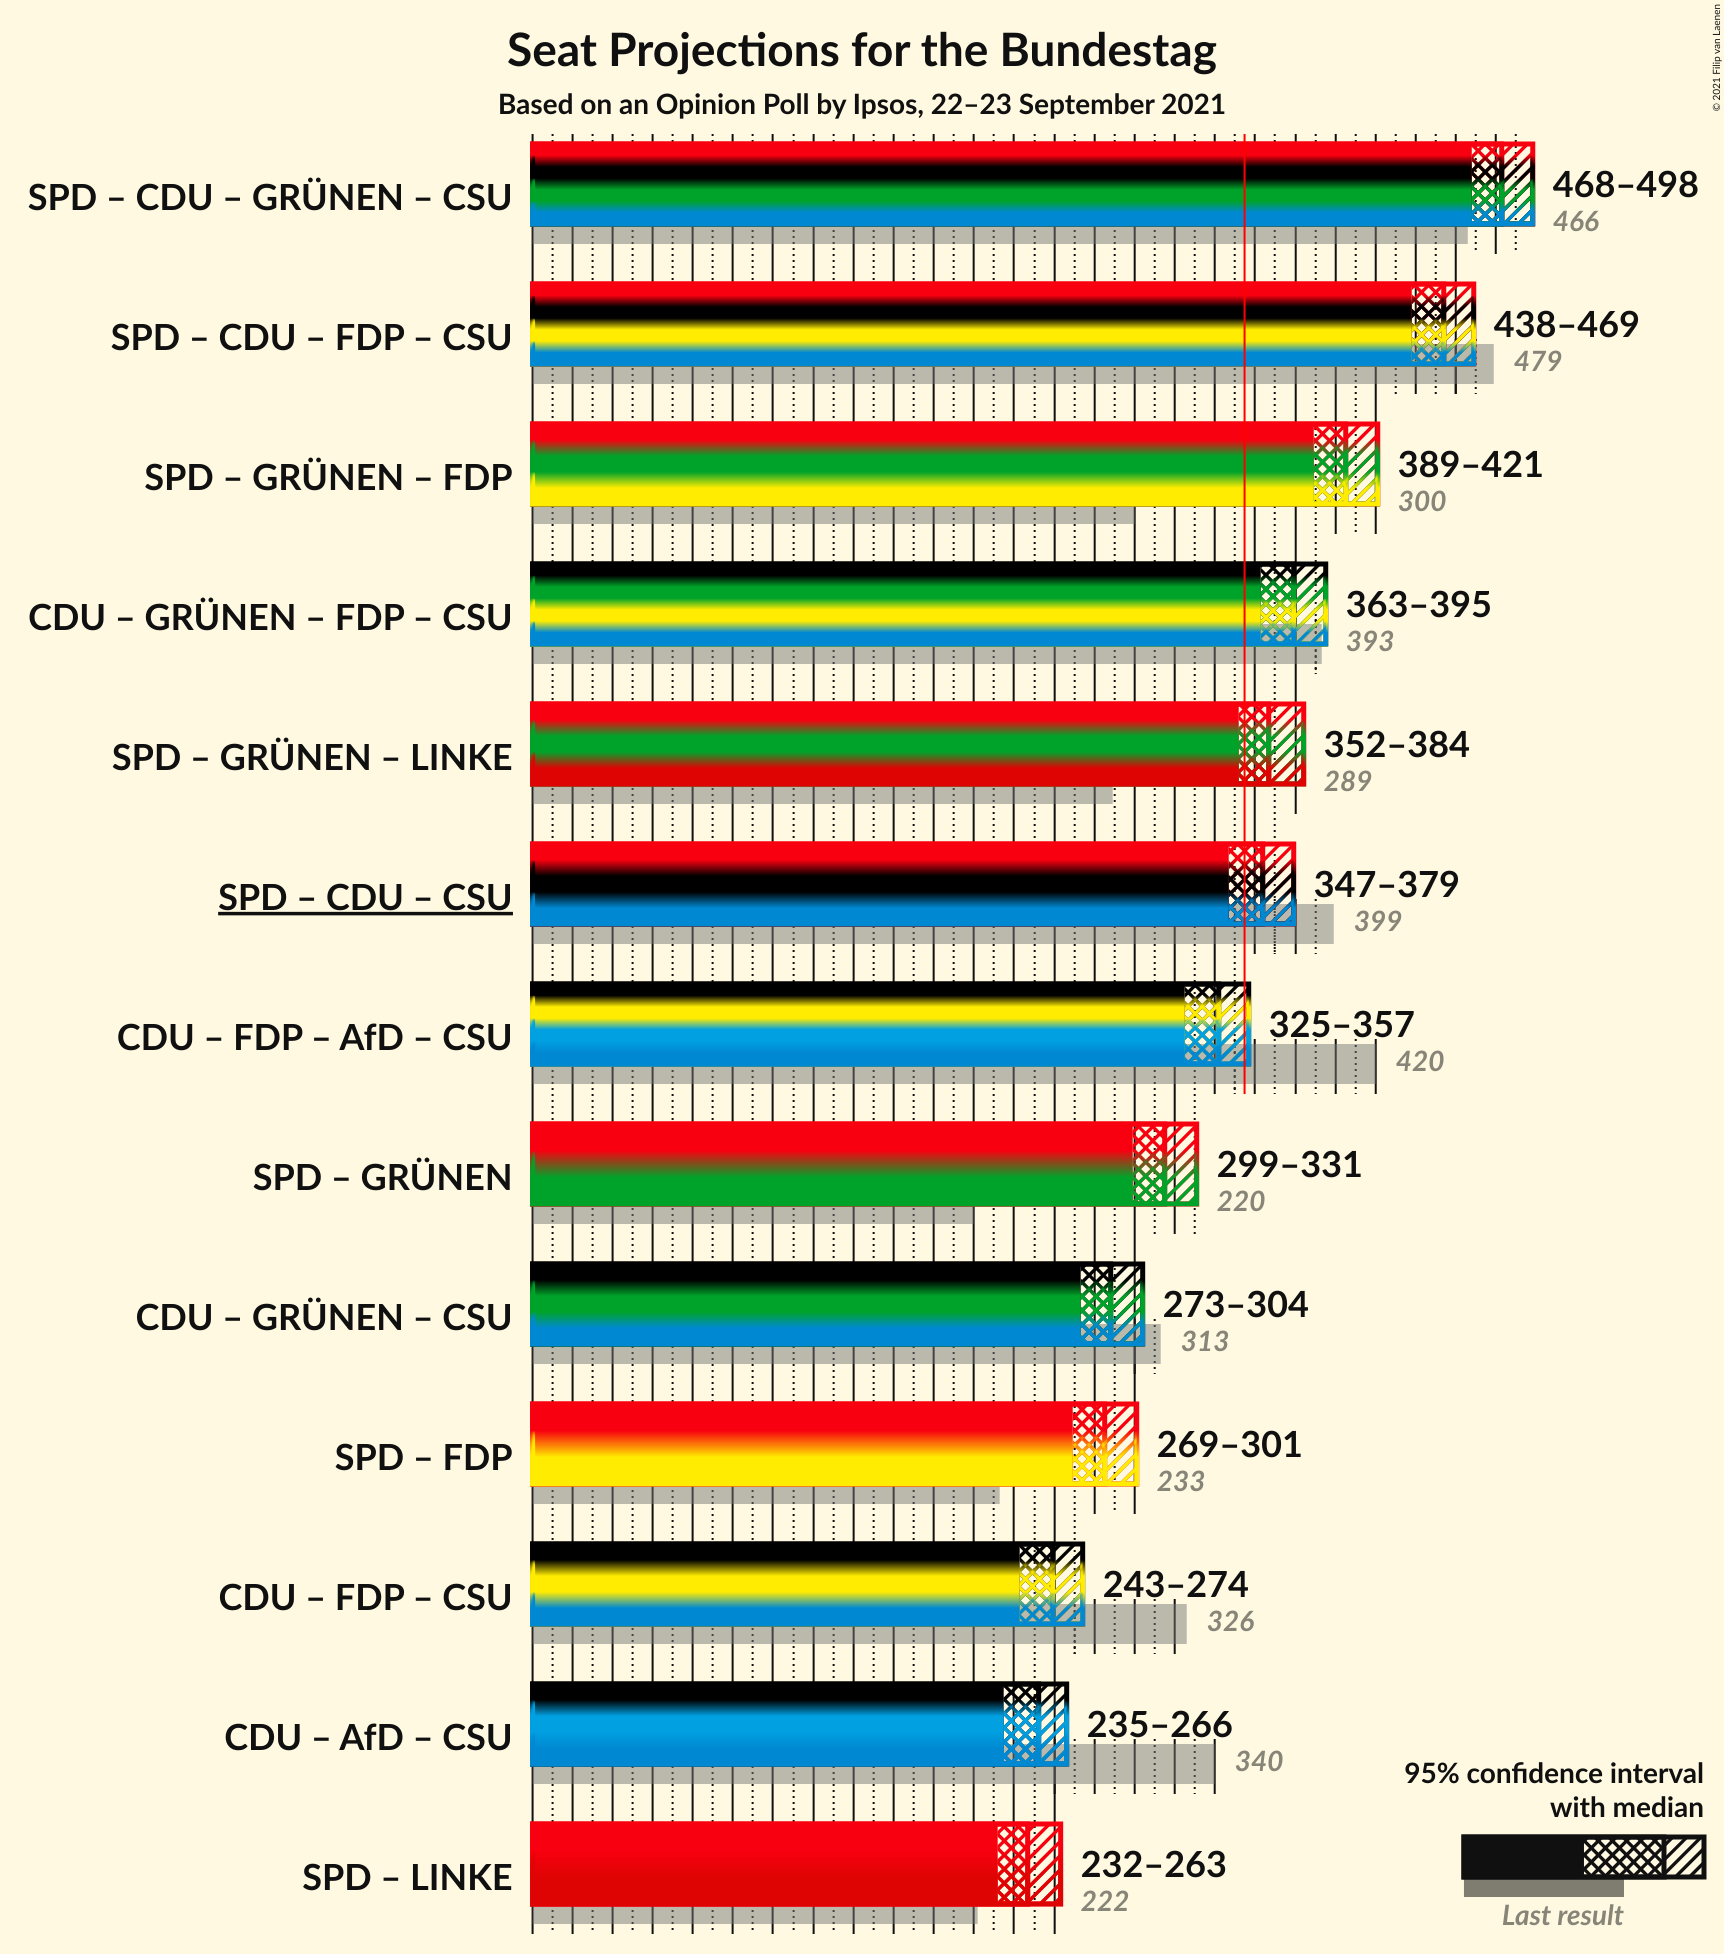 Seat Projections for the Bundestag
Based on an Opinion Poll by Ipsos, 22–23 September 2021
© 2021 Filip van Laenen
SPD – CDU – GRÜNEN – CSU
468–498
466
SPD – CDU – FDP – CSU
438–469
479
SPD – GRÜNEN – FDP
389–421
300
CDU – GRÜNEN – FDP – CSU
363–395
393
SPD – GRÜNEN – LINKE
352–384
289
SPD – CDU – CSU
347–379
399
CDU – FDP – AfD – CSU
325–357
420
SPD – GRÜNEN
299–331
220
CDU – GRÜNEN – CSU
273–304
313
SPD – FDP
269–301
233
CDU – FDP – CSU
243–274
326
CDU – AfD – CSU
235–266
340
SPD – LINKE
232–263
222
95% confidence interval
with median
Last result